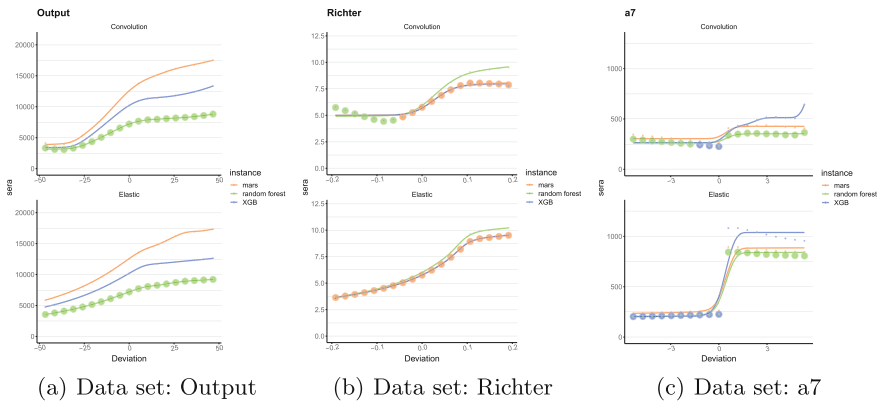 Output
Convolution
20000
15000
10000
5000
0
-50
-25
0
25
50
Elastic
20000
15000
10000
5000
0
-50
-25
0
25
50
Deviation
sera
instance
mars
random forest
XGB
(a) Data set: Output
Richter
Convolution
12.5
10.0
7.5
5.0
2.5
0.0
-0.2
-0.1
0.0
0.1
0.2
Elastic
12.5
10.0
7.5
5.0
2.5
0.0
-0.2
-0.1
0.0
0.1
0.2
Deviation
sera
instance
mars
random forest
XGB
(b) Data set: Richter
a7
Convolution
1000
500
0
-3
0
3
Elastic
1000
500
0
-3
0
3
Deviation
sera
instance
mars
random forest
XGB
(c) Data set: a7